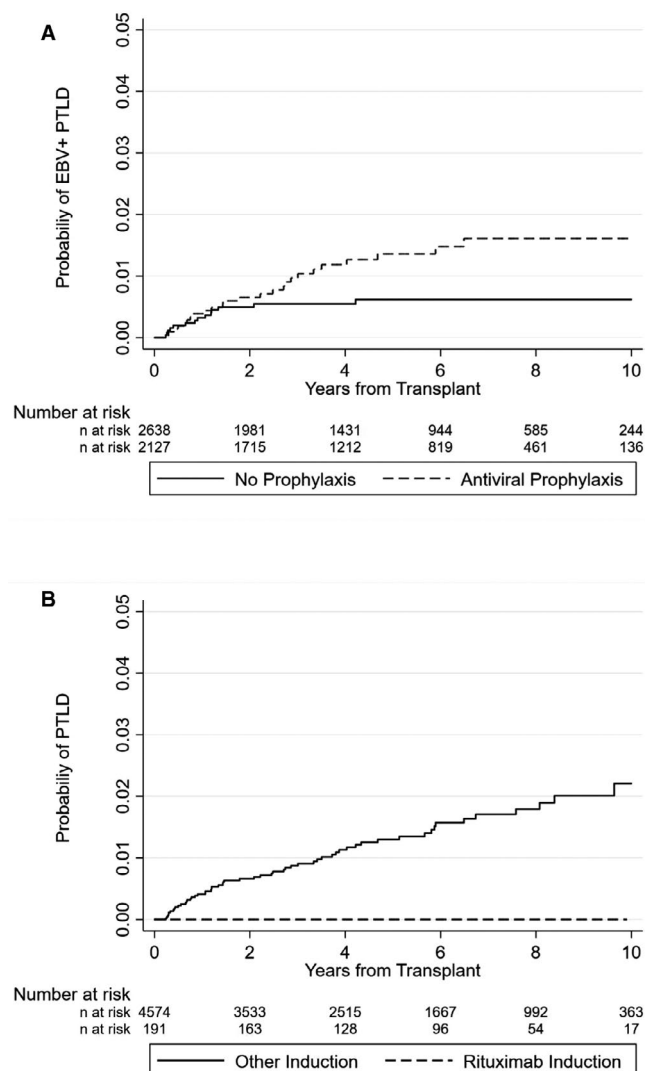 A
Probabiliy of EBV+ PTLD
0.05
0.04
0.03
0.02
0.01
0.00
0 2 4 6 8 10
Years from Transplant
Number at risk
n at risk 2638 1981 1431 944 585 244
n at risk 2127 1715 1212 819 461 136
No Prophylaxis Antiviral Prophylaxis
B
Probabiliy of PTLD
0.05
0.04
0.03
0.02
0.01
0.00
0 2 4 6 8 10
Years from Transplant
Number at risk
n at risk 4574 3533 2515 1667 992 363
n at risk 191 163 128 96 54 17
Other Induction Rituximab Induction